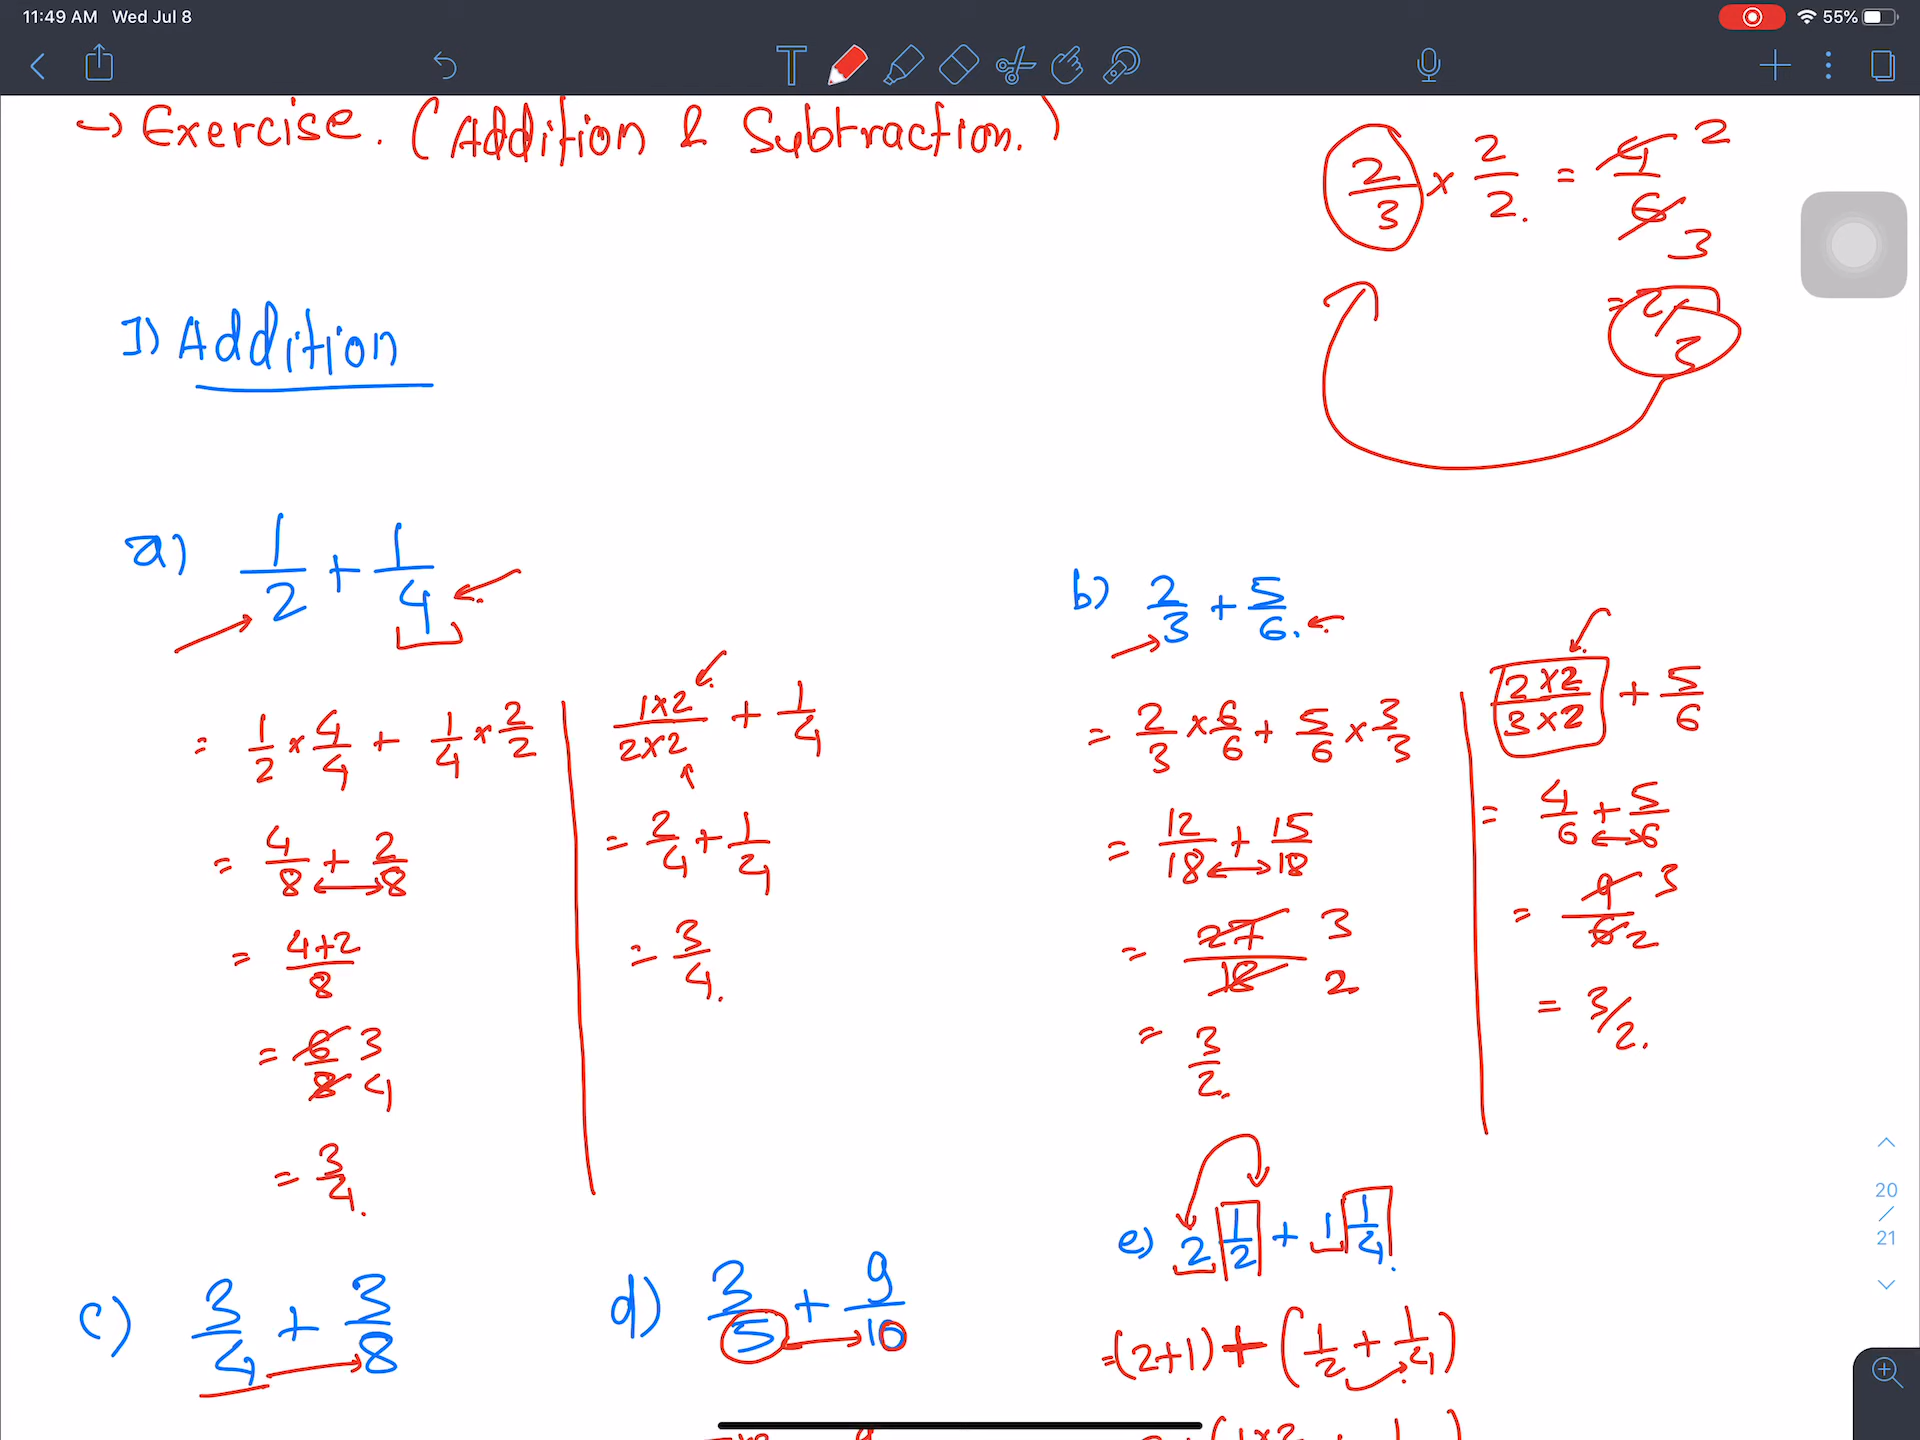 11:49 AM Wed Jul 8
55%
→ Exercise. (Addition & Subtraction.)
2/3 × 2/2. = 4/6 2 3
= 2/3
I) Addition
a) 1/2 + 1/4
= 1/2 × 4/4 + 1/4 × 2/2
= 4/8 + 2/8
= 4+2/8
= 6/8 3 4
= 3/4.
1×2/2×2 + 1/4
= 2/4 + 1/4
= 3/4.
b) 2/3 + 5/6.
= 2/3 × 6/6 + 5/6 × 3/3
= 12/18 + 15/18
= 27/18 3 2
= 3/2.
2×2/3×2 + 5/6
= 4/6 + 5/6
= 9/6 3 2
= 3/2.
c) 3/4 + 3/8
d) 3/5 + 9/10
e) 2 1/2 + 1 1/4.
= (2+1) + (1/2 + 1/4)
20
/
21